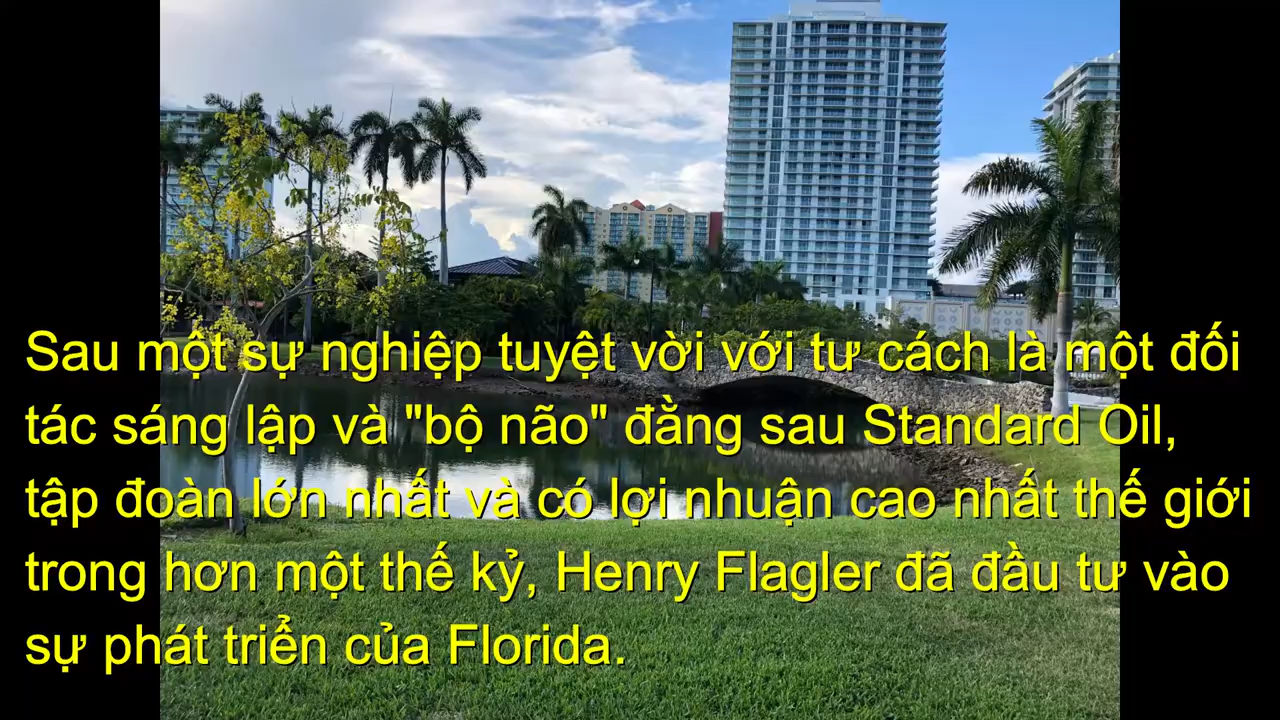 Sau một sự nghiệp tuyệt vời với tư cách là một đối
tác sáng lập và "bộ não" đằng sau Standard Oil,
tập đoàn lớn nhất và có lợi nhuận cao nhất thế giới
trong hơn một thế kỷ, Henry Flagler đã đầu tư vào
sự phát triển của Florida.